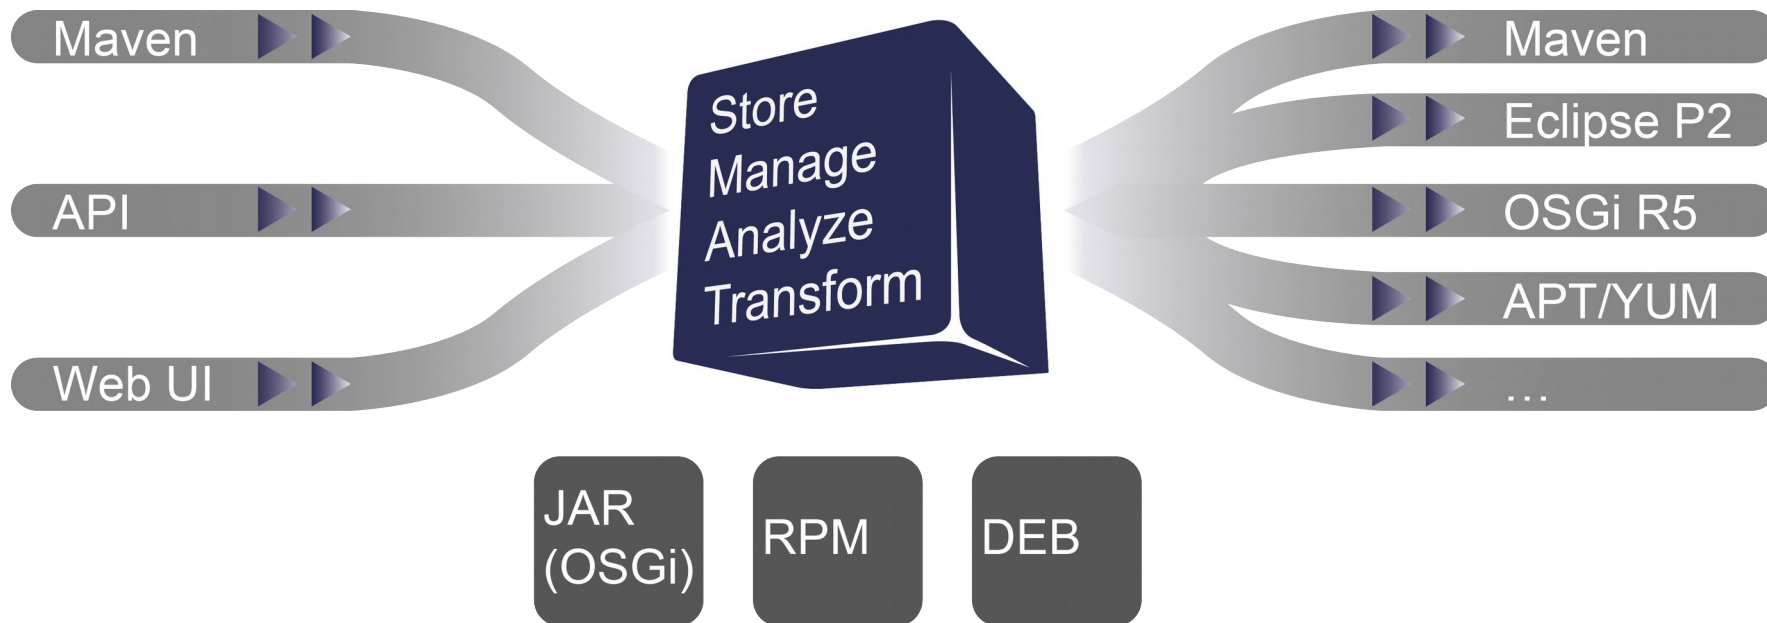 Maven
API
Web UI
Store
Manage
Analyze
Transform
Maven
Eclipse P2
OSGi R5
APT/YUM
...
JAR
(OSGi)
RPM
DEB